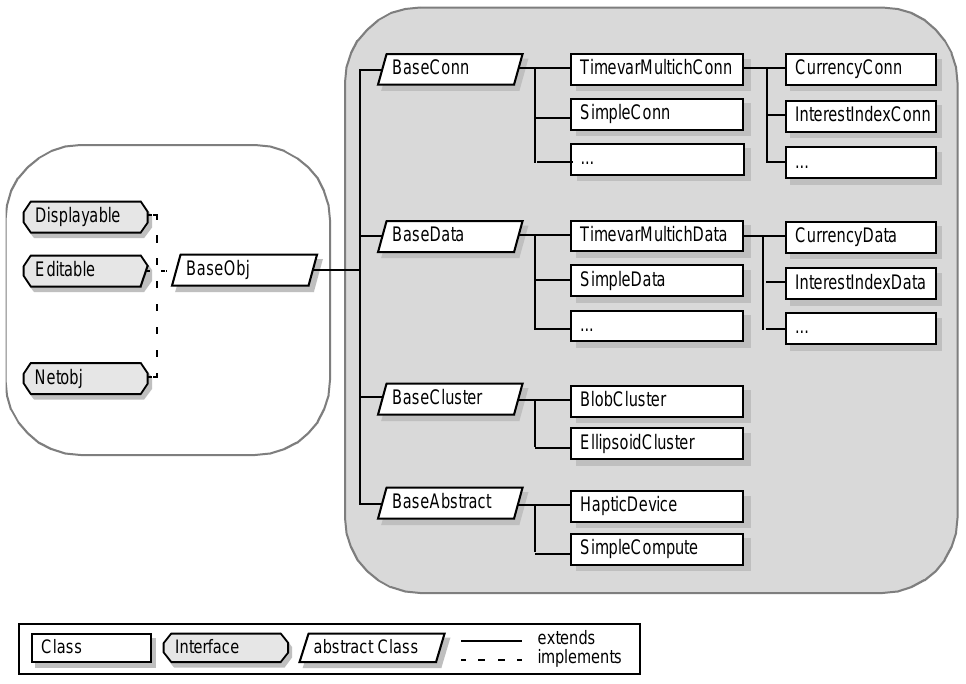 BaseConn
TimevarMultichConn
CurrencyConn
SimpleConn
InterestIndexConn
...
...
Displayable
Editable
Netobj
BaseObj
BaseData
TimevarMultichData
CurrencyData
SimpleData
InterestIndexData
...
...
BaseCluster
BlobCluster
EllipsoidCluster
BaseAbstract
HapticDevice
SimpleCompute
Class
Interface
abstract Class
extends
implements